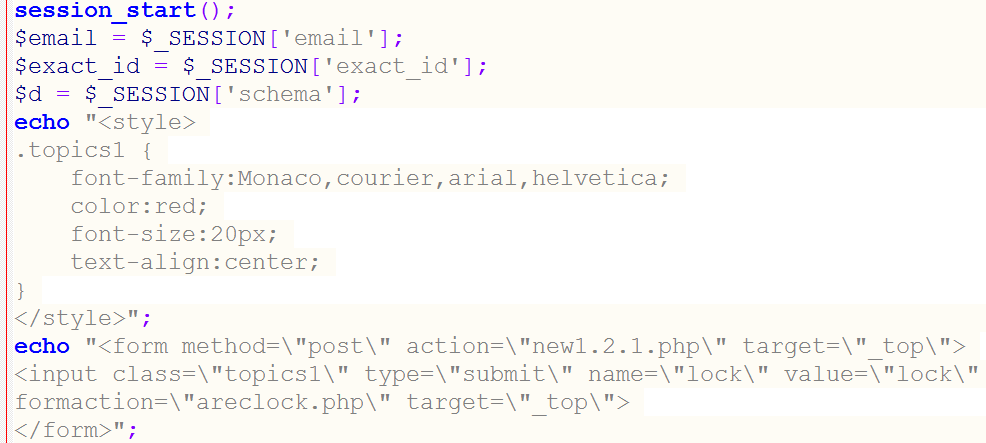 session_start();
$email = $_SESSION['email'];
$exact_id = $_SESSION['exact_id'];
$d = $_SESSION['schema'];
echo "<style>
.topics1 {
    font-family:Monaco,courier,arial,helvetica;
    color:red;
    font-size:20px;
    text-align:center;
}
</style>";
echo "<form method=\"post\" action=\"new1.2.1.php\" target=\"_top\">
<input class=\"topics1\" type=\"submit\" name=\"lock\" value=\"lock\"
formaction=\"areclock.php\" target=\"_top\">
</form>";